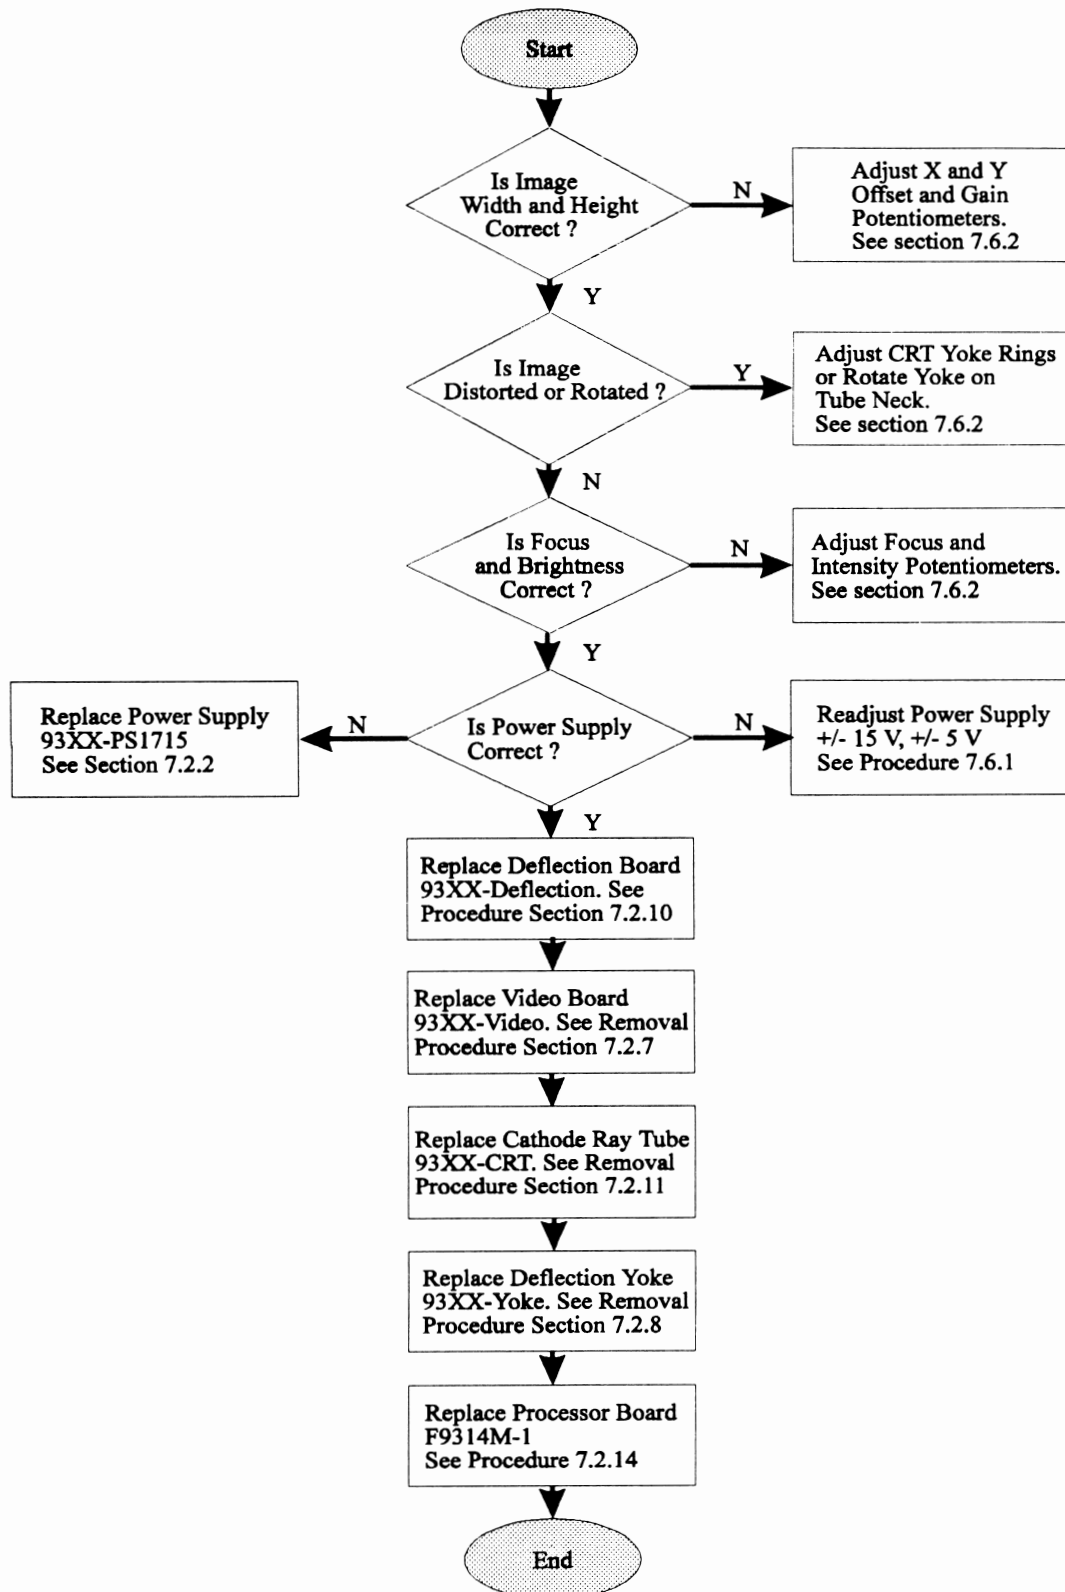 Start
Is Image
Width and Height
Correct ?
N
Adjust X and Y
Offset and Gain
Potentiometers.
See section 7.6.2
Y
Is Image
Distorted or Rotated ?
Y
Adjust CRT Yoke Rings
or Rotate Yoke on
Tube Neck.
See section 7.6.2
N
Is Focus
and Brightness
Correct ?
N
Adjust Focus and
Intensity Potentiometers.
See section 7.6.2
Y
Replace Power Supply
93XX-PS1715
See Section 7.2.2
N
Is Power Supply
Correct ?
N
Readjust Power Supply
+/- 15 V, +/- 5 V
See Procedure 7.6.1
Y
Replace Deflection Board
93XX-Deflection. See
Procedure Section 7.2.10
Replace Video Board
93XX-Video. See Removal
Procedure Section 7.2.7
Replace Cathode Ray Tube
93XX-CRT. See Removal
Procedure Section 7.2.11
Replace Deflection Yoke
93XX-Yoke. See Removal
Procedure Section 7.2.8
Replace Processor Board
F9314M-1
See Procedure 7.2.14
End